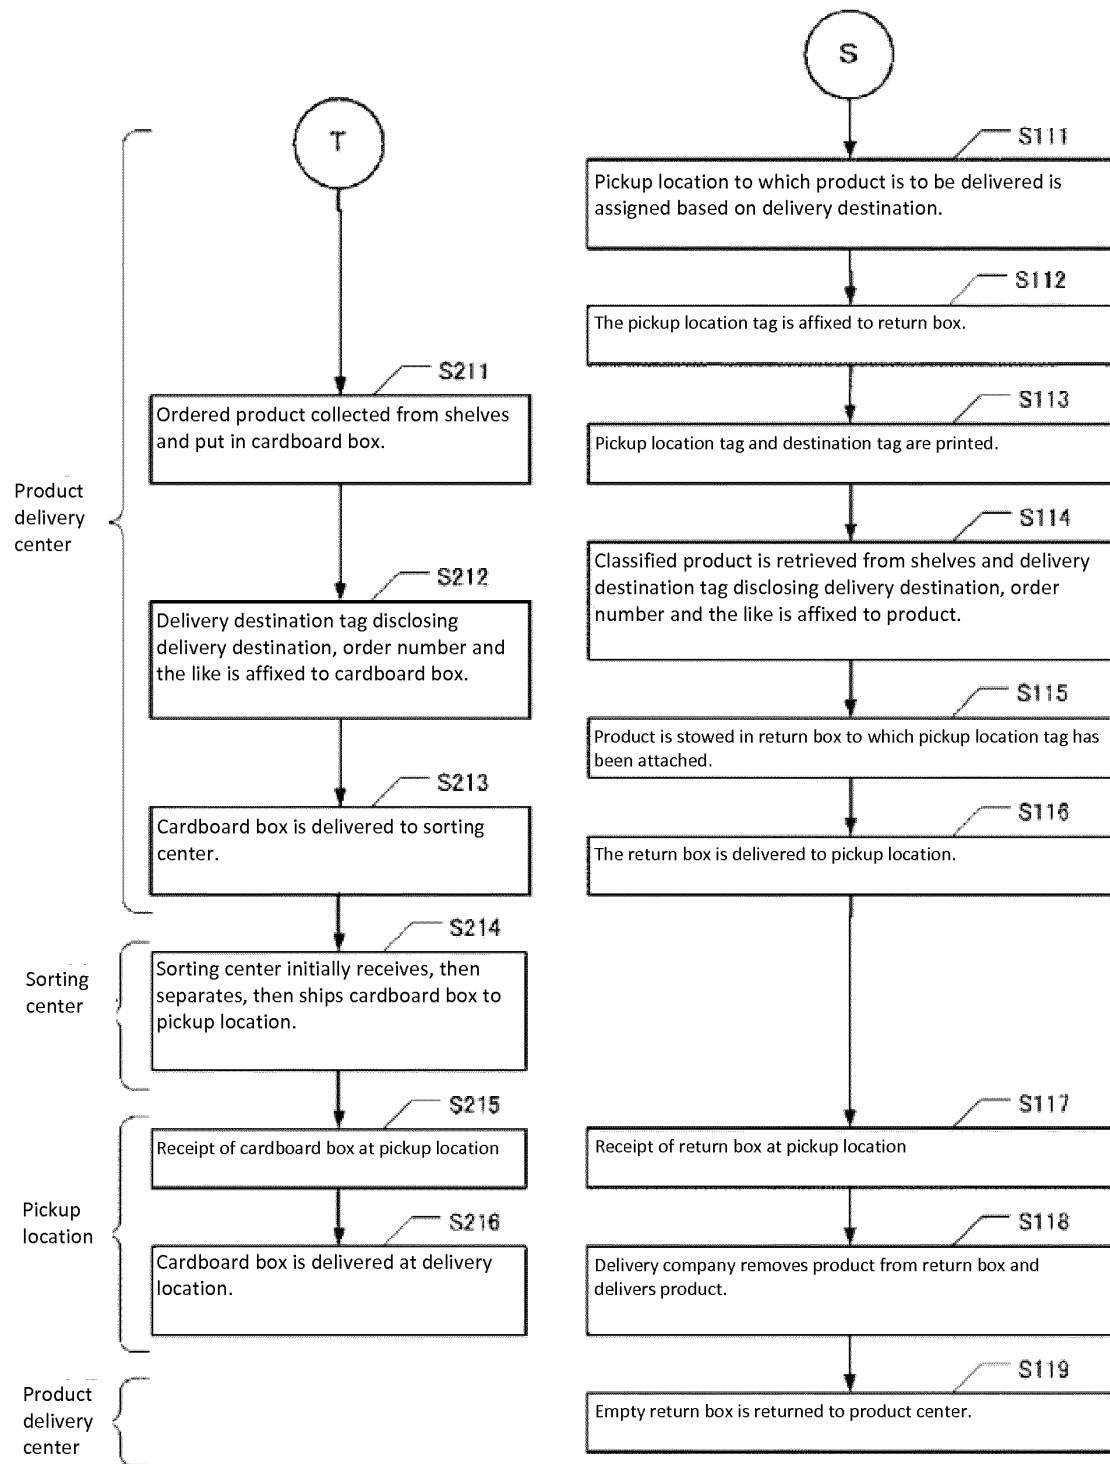 S
T
S111
Pickup location to which product is to be delivered is
assigned based on delivery destination.
S112
The pickup location tag is affixed to return box.
S211
Ordered product collected from shelves
and put in cardboard box.
S113
Pickup location tag and destination tag are printed.
Product
delivery
center
S114
Classified product is retrieved from shelves and delivery
destination tag disclosing delivery destination, order
number and the like is affixed to product.
S212
Delivery destination tag disclosing
delivery destination, order number and
the like is affixed to cardboard box.
S115
Product is stowed in return box to which pickup location tag has
been attached.
S213
Cardboard box is delivered to sorting
center.
S116
The return box is delivered to pickup location.
S214
Sorting
center
Sorting center initially receives, then
separates, then ships cardboard box to
pickup location.
S215
Receipt of cardboard box at pickup location
S117
Receipt of return box at pickup location
Pickup
location
S216
Cardboard box is delivered at delivery
location.
S118
Delivery company removes product from return box and
delivers product.
S119
Product
delivery
center
Empty return box is returned to product center.